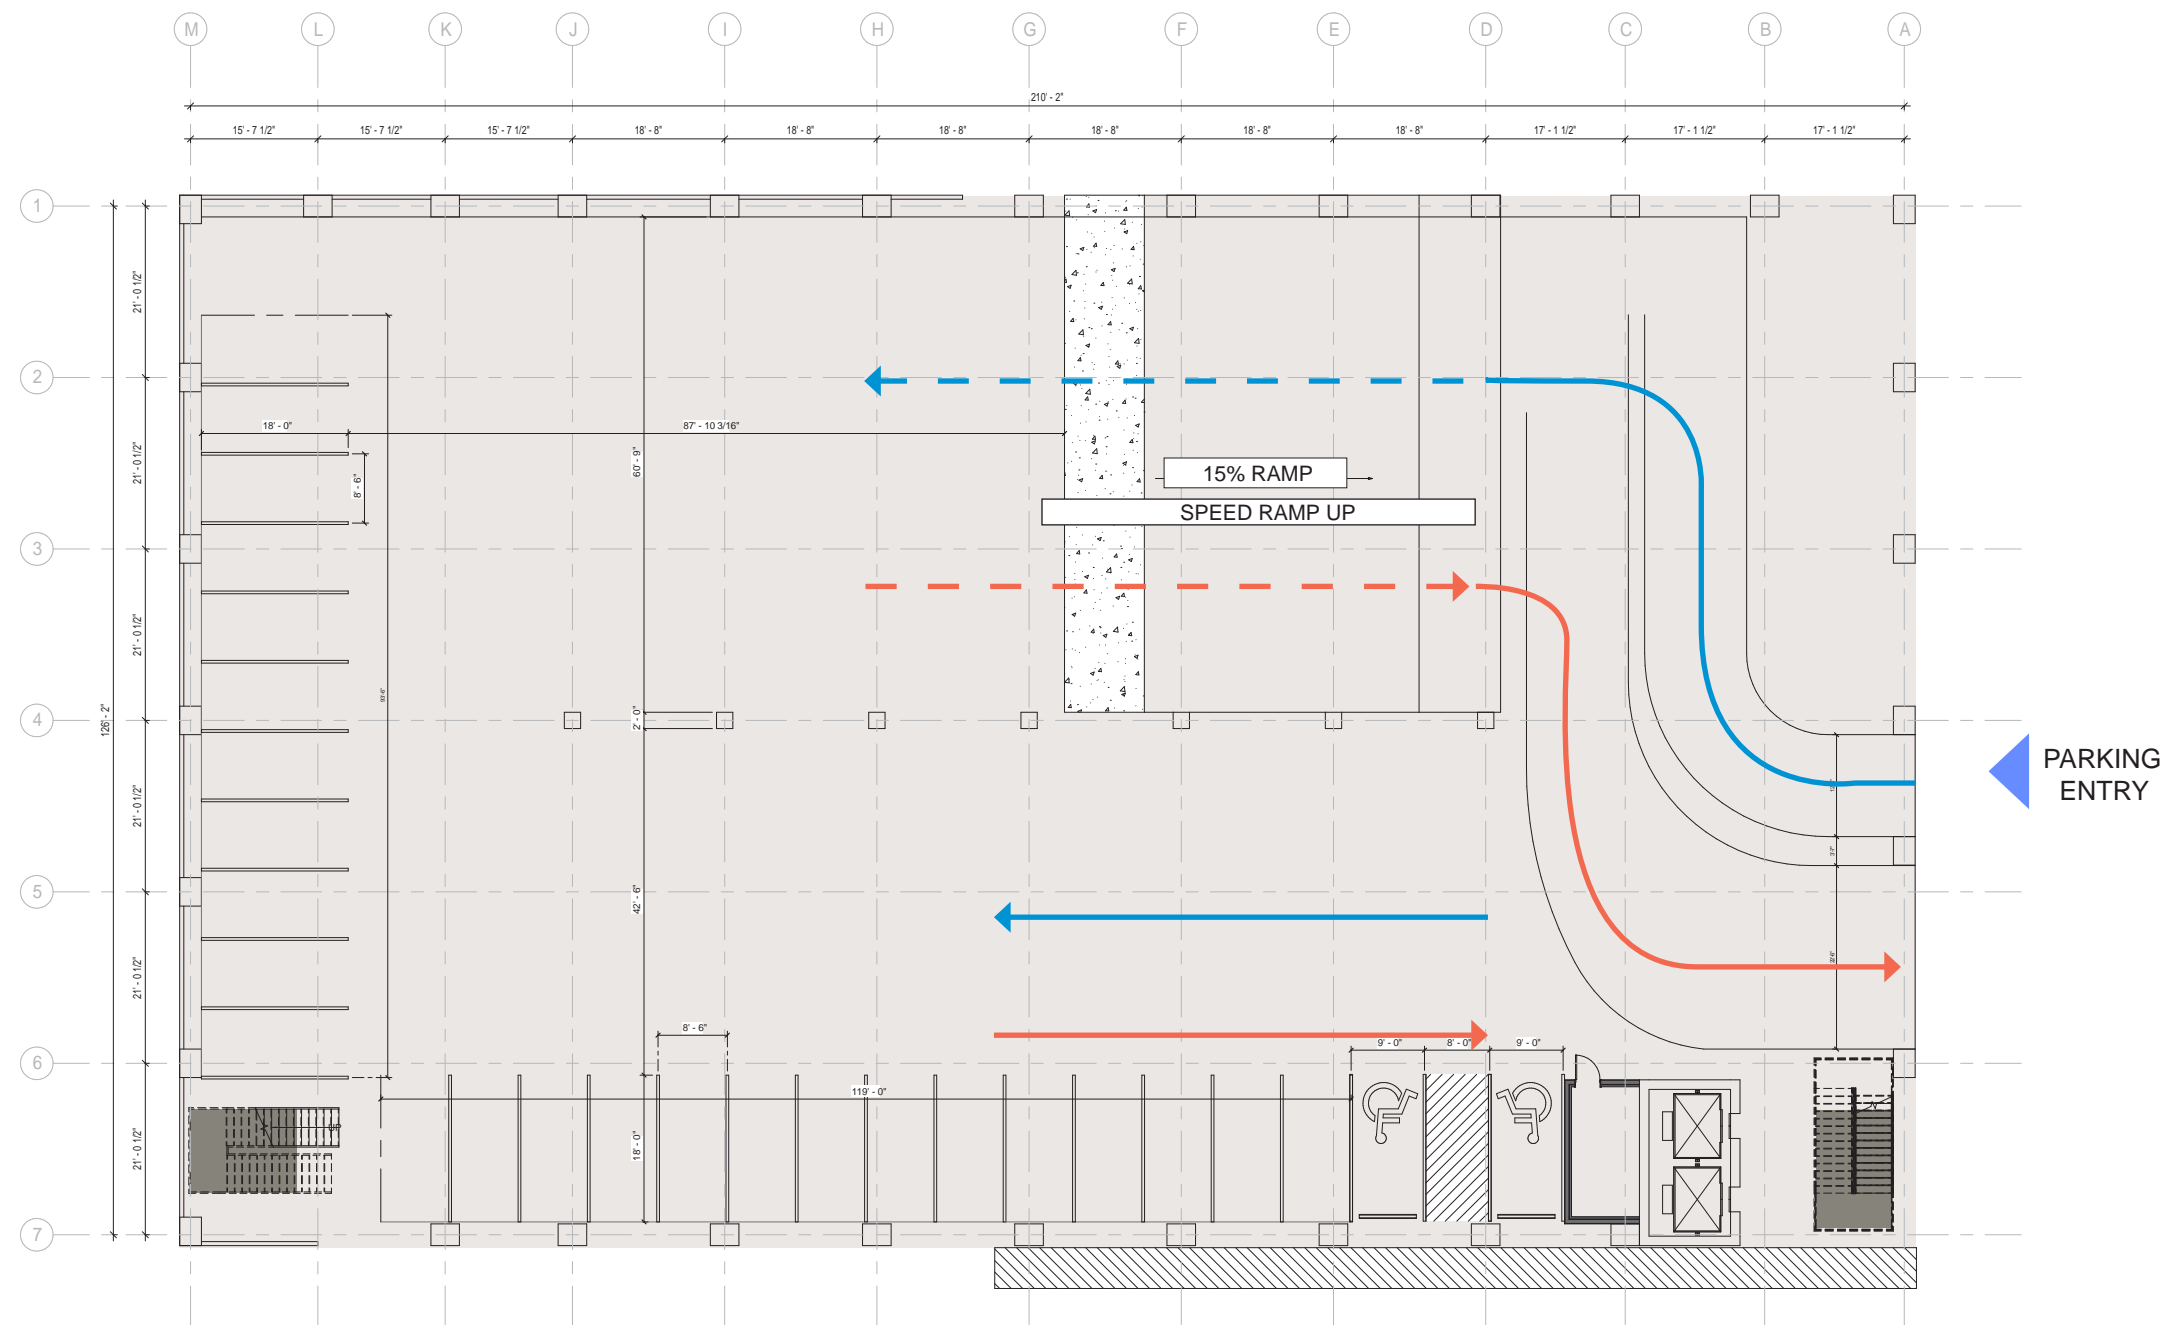 M L K J I H G F E D C B A
210' - 2"
15' - 7 1/2" 15' - 7 1/2" 15' - 7 1/2" 18' - 8" 18' - 8" 18' - 8" 18' - 8" 18' - 8" 18' - 8" 17' - 1 1/2" 17' - 1 1/2" 17' - 1 1/2"
1
21' - 0 1/2"
2
18' - 0"
87' - 10 3/16"
21' - 0 1/2"
60' - 9"
8' - 6"
15% RAMP
SPEED RAMP UP
3
21' - 0 1/2"
93'-6"
4
126' - 2"
2' - 0"
PARKING
ENTRY
21' - 0 1/2"
3'-7"
5
42' - 6"
21' - 0 1/2"
8' - 6"
9' - 0" 8' - 0" 9' - 0"
6
119' - 0"
UP
21' - 0 1/2"
18' - 0"
7